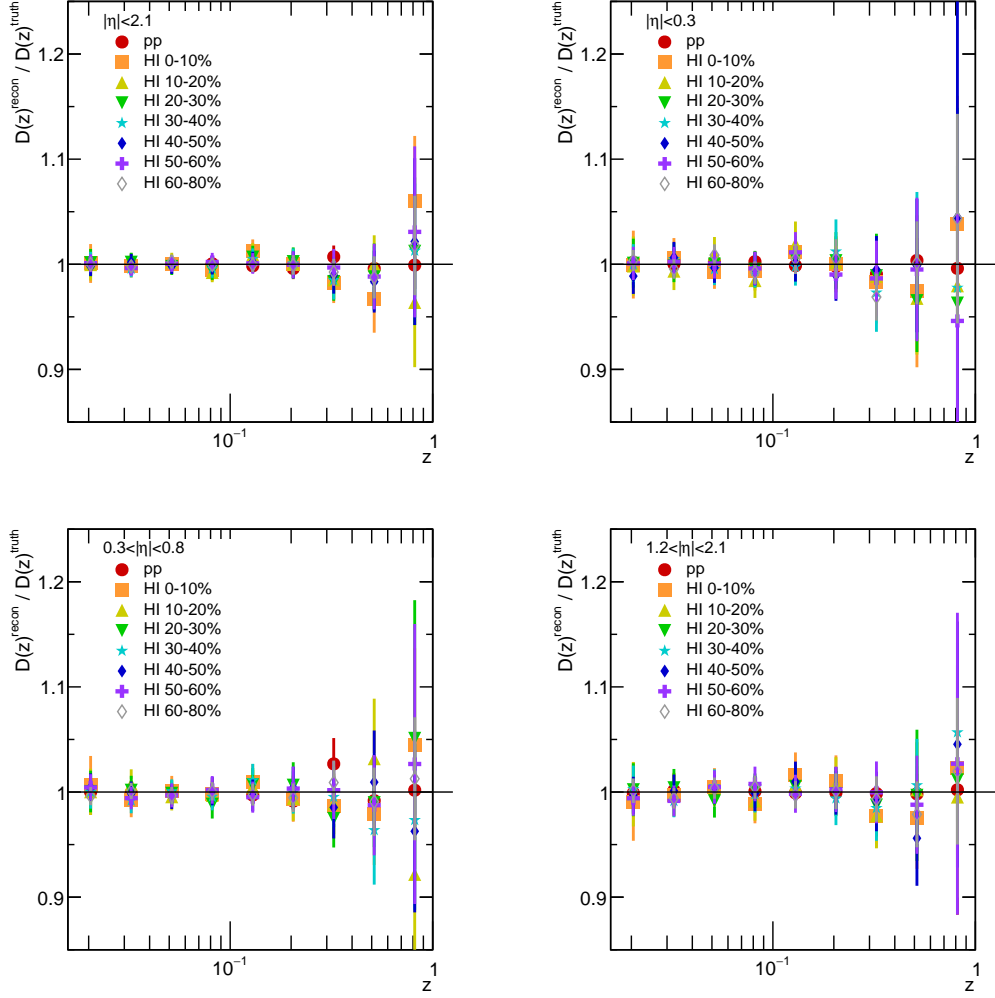 |η|<2.1
pp
HI 0-10%
HI 10-20%
HI 20-30%
HI 30-40%
HI 40-50%
HI 50-60%
HI 60-80%
D(z)^recon / D(z)^truth
1.2
1.1
1
0.9
10^−1
1
z
|η|<0.3
pp
HI 0-10%
HI 10-20%
HI 20-30%
HI 30-40%
HI 40-50%
HI 50-60%
HI 60-80%
D(z)^recon / D(z)^truth
1.2
1.1
1
0.9
10^−1
1
z
0.3<|η|<0.8
pp
HI 0-10%
HI 10-20%
HI 20-30%
HI 30-40%
HI 40-50%
HI 50-60%
HI 60-80%
D(z)^recon / D(z)^truth
1.2
1.1
1
0.9
10^−1
1
z
1.2<|η|<2.1
pp
HI 0-10%
HI 10-20%
HI 20-30%
HI 30-40%
HI 40-50%
HI 50-60%
HI 60-80%
D(z)^recon / D(z)^truth
1.2
1.1
1
0.9
10^−1
1
z